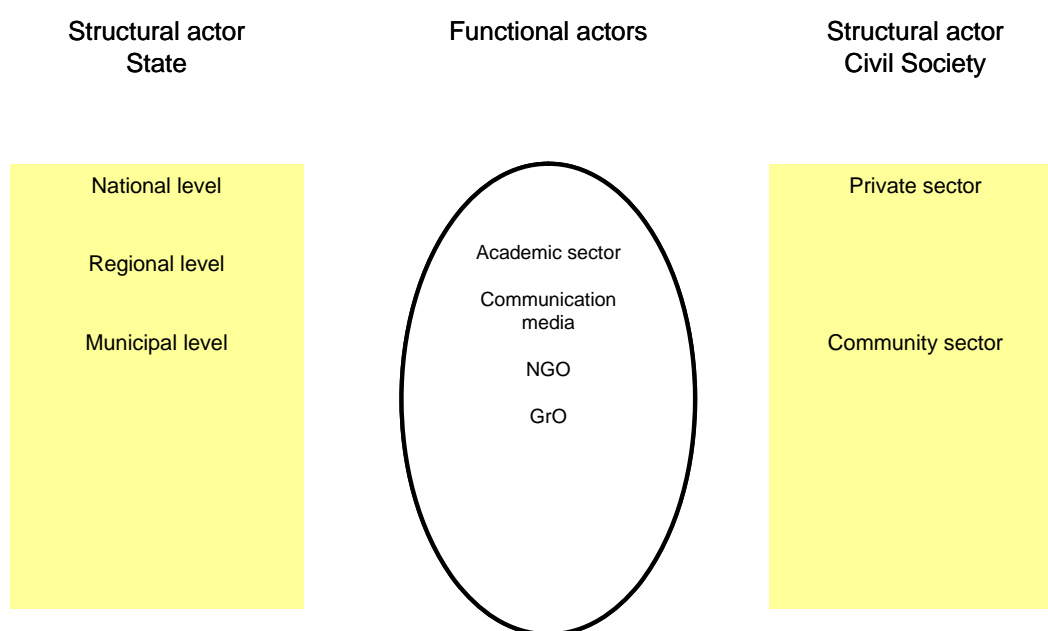 Structural actor
State
Functional actors
Structural actor
Civil Society
National level
Regional level
Municipal level
Academic sector
Communication
media
NGO
GrO
Private sector
Community sector